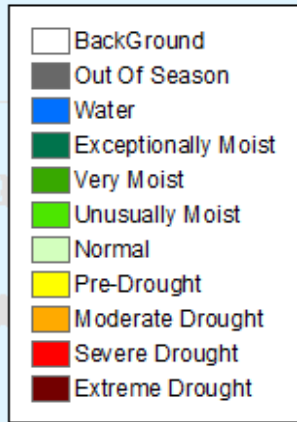 BackGround
Out Of Season
Water
Exceptionally Moist
Very Moist
Unusually Moist
Normal
Pre-Drought
Moderate Drought
Severe Drought
Extreme Drought